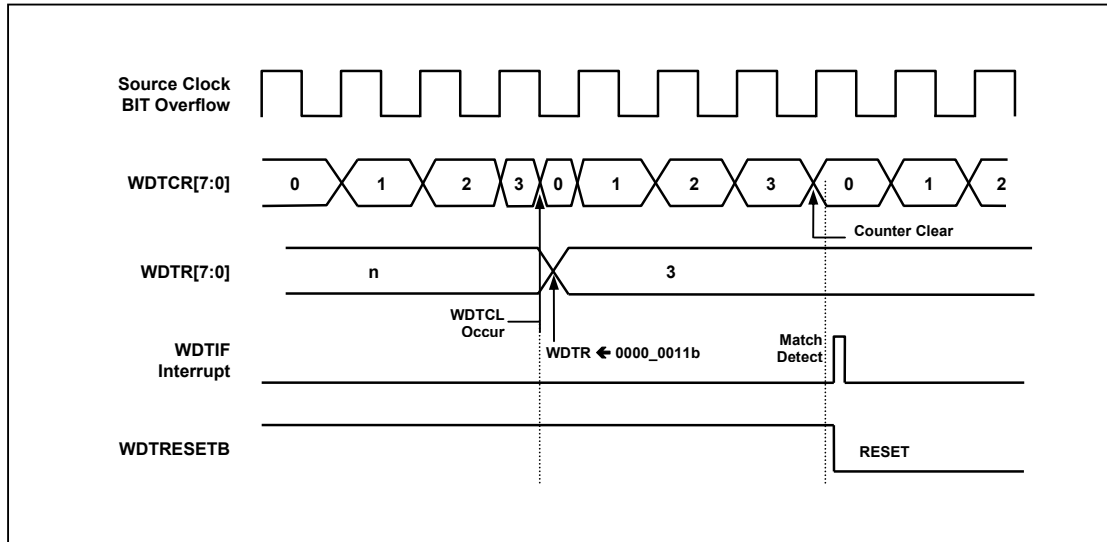 Source Clock
BIT Overflow
WDTCR[7:0]
0 1 2 3 0 1 2 3 0 1 2
Counter Clear
WDTR[7:0]
n 3
WDTCL
Occur
WDTR ← 0000_0011b
WDTIF
Interrupt
Match
Detect
WDTRESETB
RESET